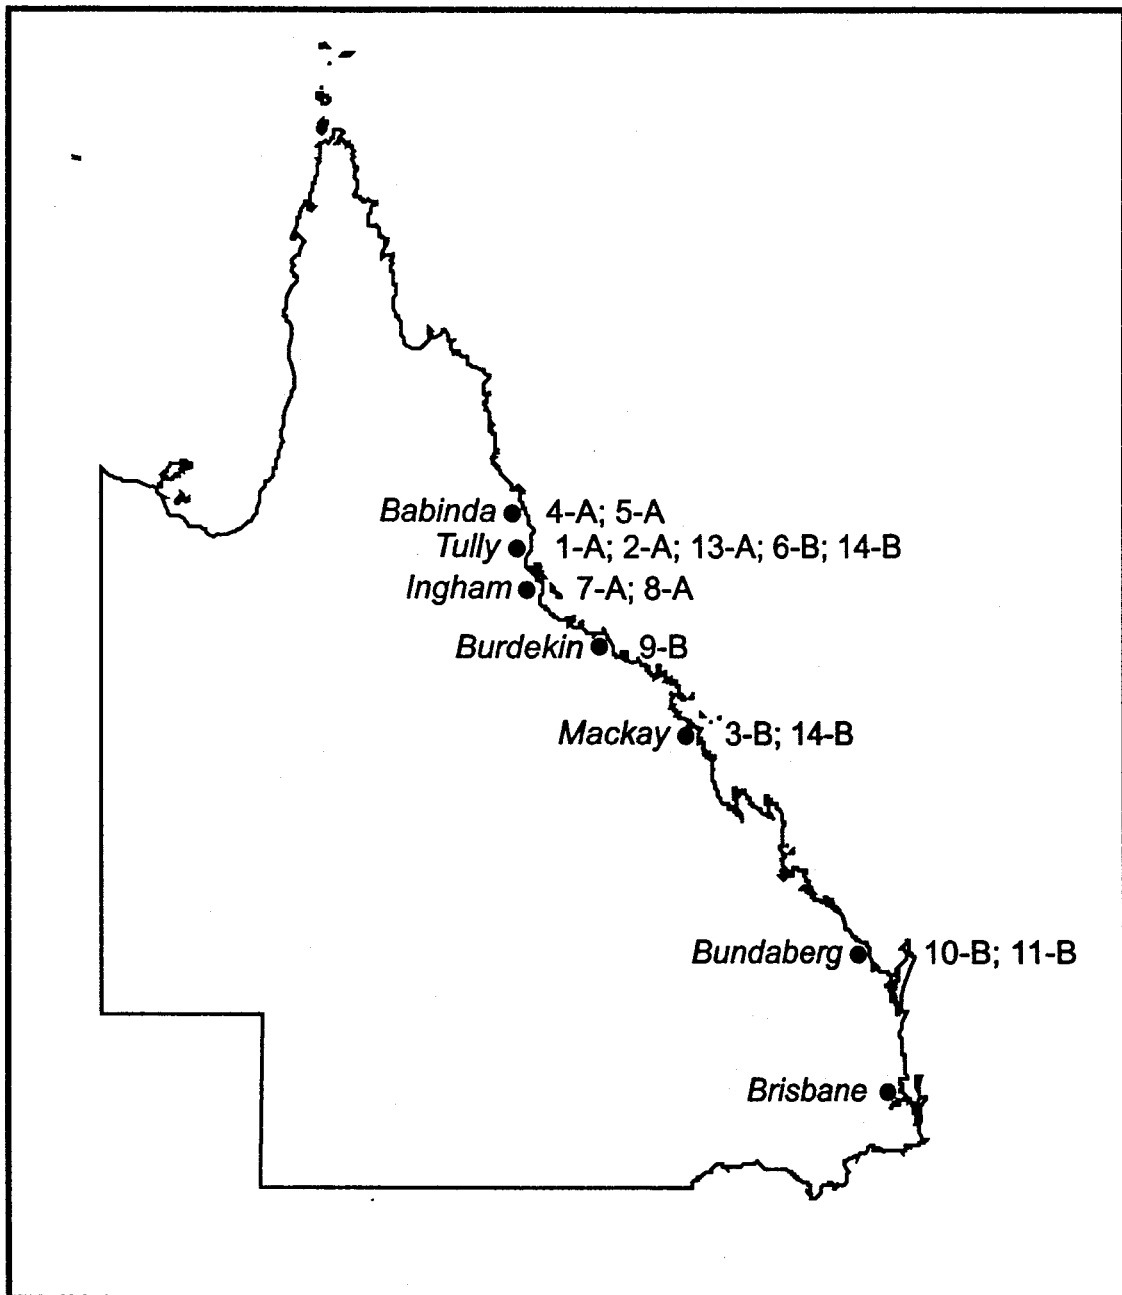 Babinda 4-A; 5-A
Tully 1-A; 2-A; 13-A; 6-B; 14-B
Ingham 7-A; 8-A
Burdekin 9-B
Mackay 3-B; 14-B
Bundaberg 10-B; 11-B
Brisbane